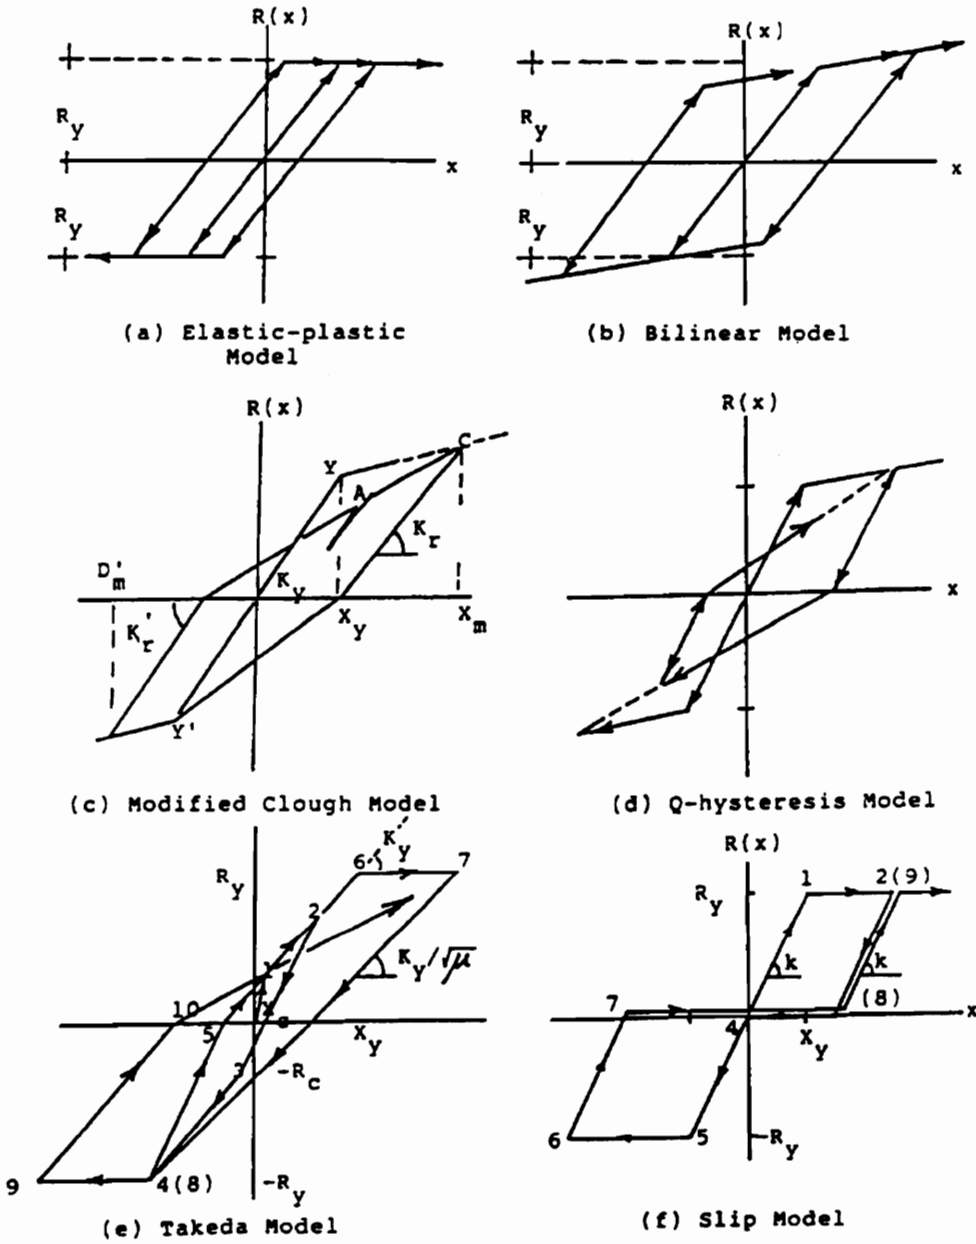 R(x)
R_y
R_y
x
(a) Elastic-plastic
Model
R(x)
R_y
R_y
x
(b) Bilinear Model
R(x)
Y
C
A
K_r
D'_m
K_y
K_r'
X_y
X_m
Y'
(c) Modified Clough Model
R(x)
x
(d) Q-hysteresis Model
K_y'
6
7
R_y
2
1
K_y/√μ
10
5
X_y
3
-R_c
9
4(8)
-R_y
(e) Takeda Model
R(x)
1
2(9)
R_y
k
k
7
(8)
x
4
X_y
6
5
-R_y
(f) Slip Model